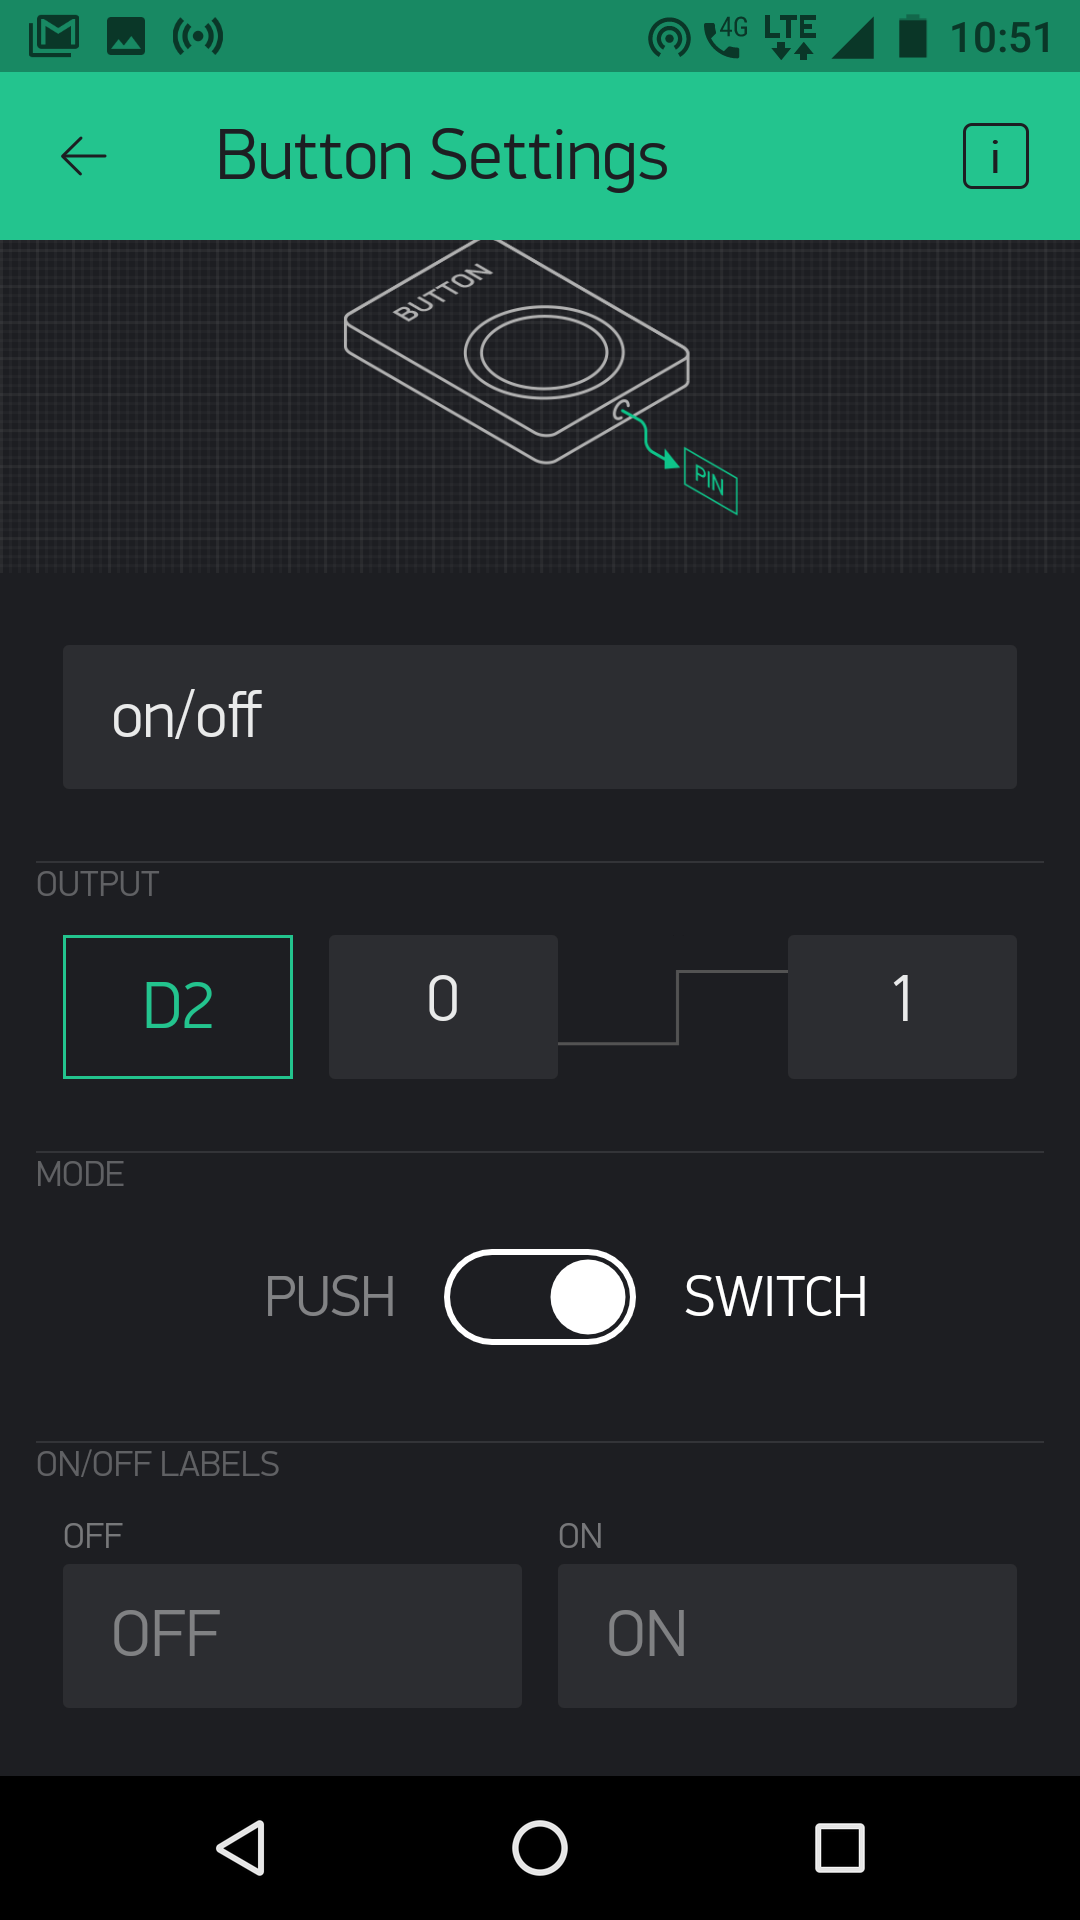 4G LTE 10:51
Button Settings i
BUTTON
PIN
on/off
OUTPUT
D2 0 1
MODE
PUSH SWITCH
ON/OFF LABELS
OFF ON
OFF ON